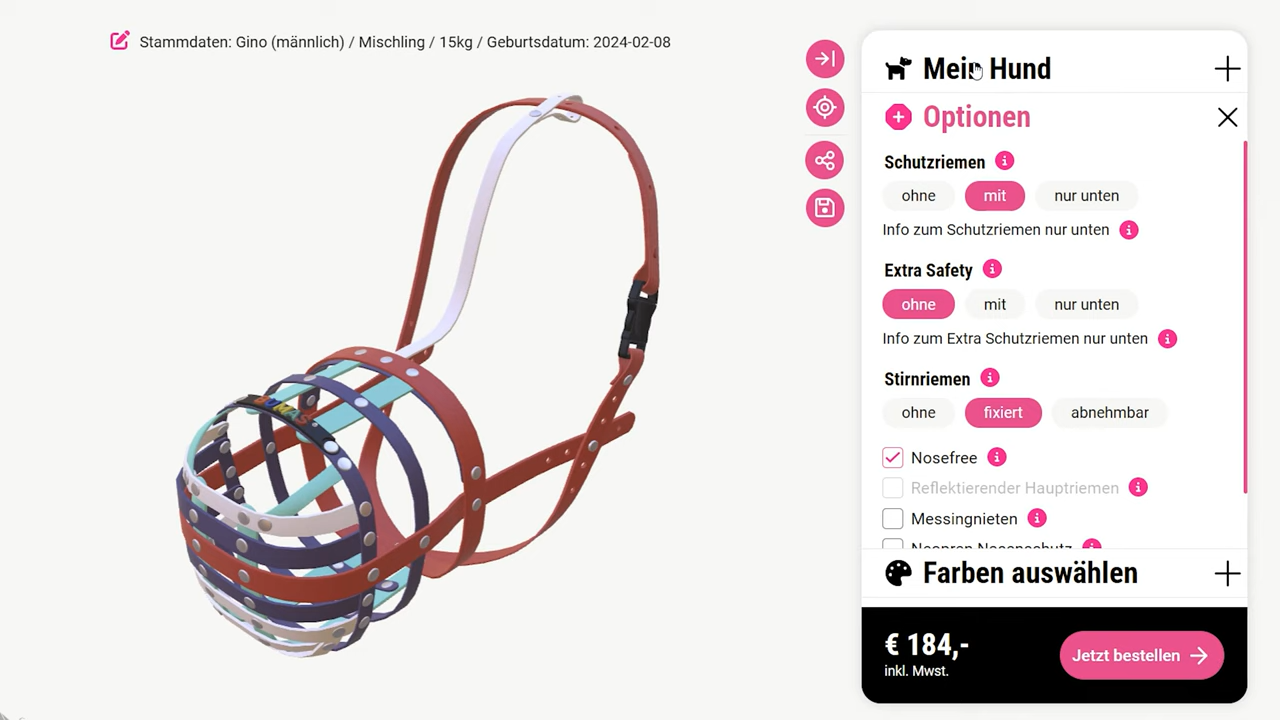 Stammdaten: Gino (männlich) / Mischling / 15kg / Geburtsdatum: 2024-02-08
Mein Hund
Optionen
Schutzriemen
ohne mit nur unten
Info zum Schutzriemen nur unten
Extra Safety
ohne mit nur unten
Info zum Extra Schutzriemen nur unten
Stirnriemen
ohne fixiert abnehmbar
Nosefree
Reflektierender Hauptriemen
Messingnieten
Neopren Nasenschutz
Farben auswählen
€ 184,-
inkl. Mwst.
Jetzt bestellen